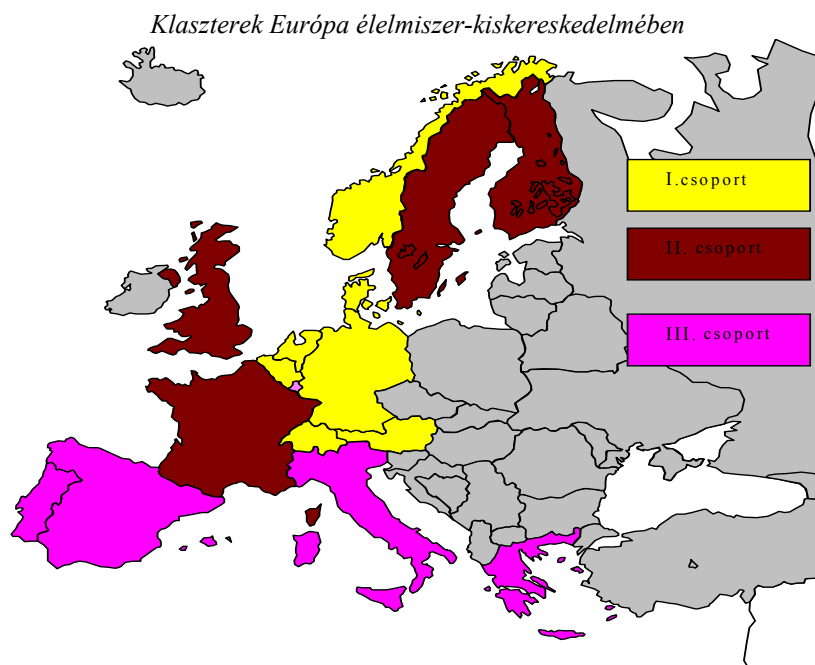 Klaszterek Európa élelmiszer-kiskereskedelmében
I.csoport
II. csoport
III. csoport